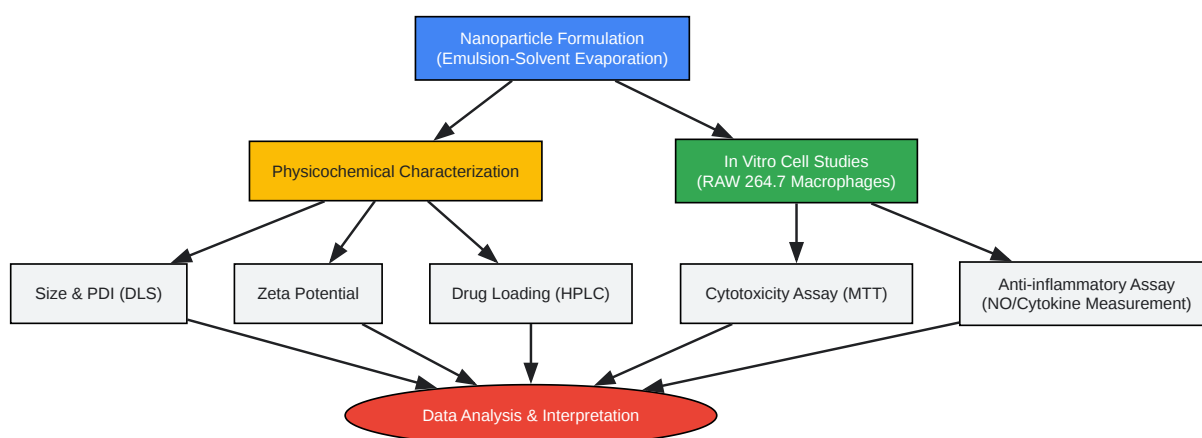 Nanoparticle Formulation
(Emulsion-Solvent Evaporation)
Physicochemical Characterization
In Vitro Cell Studies
(RAW 264.7 Macrophages)
Size & PDI (DLS)
Zeta Potential
Drug Loading (HPLC)
Cytotoxicity Assay (MTT)
Anti-inflammatory Assay
(NO/Cytokine Measurement)
Data Analysis & Interpretation